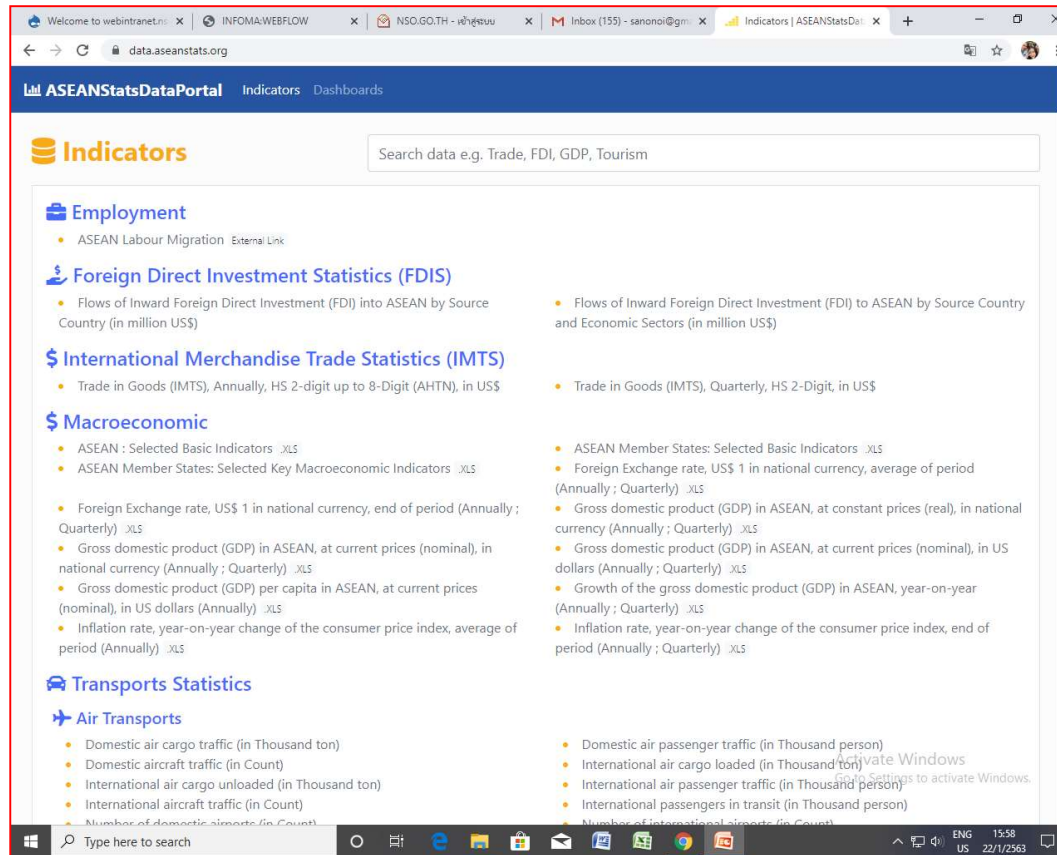 Welcome to webintranet.ns
INFOMA:WEBFLOW
NSO.GO.TH - เข้าสู่ระบบ
Inbox (155) - sanonoi@gm
Indicators | ASEANStatsDat
data.aseanstats.org
ASEANStatsDataPortal Indicators Dashboards
Indicators
Search data e.g. Trade, FDI, GDP, Tourism
Employment
ASEAN Labour Migration External Link
Foreign Direct Investment Statistics (FDIS)
Flows of Inward Foreign Direct Investment (FDI) into ASEAN by Source
Country (in million US$)
Flows of Inward Foreign Direct Investment (FDI) to ASEAN by Source Country
and Economic Sectors (in million US$)
International Merchandise Trade Statistics (IMTS)
Trade in Goods (IMTS), Annually, HS 2-digit up to 8-Digit (AHTN), in US$
Trade in Goods (IMTS), Quarterly, HS 2-Digit, in US$
Macroeconomic
ASEAN : Selected Basic Indicators .XLS
ASEAN Member States: Selected Basic Indicators .XLS
ASEAN Member States: Selected Key Macroeconomic Indicators .XLS
Foreign Exchange rate, US$ 1 in national currency, average of period
(Annually ; Quarterly) .XLS
Foreign Exchange rate, US$ 1 in national currency, end of period (Annually ;
Quarterly) .XLS
Gross domestic product (GDP) in ASEAN, at constant prices (real), in national
currency (Annually ; Quarterly) .XLS
Gross domestic product (GDP) in ASEAN, at current prices (nominal), in
national currency (Annually ; Quarterly) .XLS
Gross domestic product (GDP) in ASEAN, at current prices (nominal), in US
dollars (Annually ; Quarterly) .XLS
Gross domestic product (GDP) per capita in ASEAN, at current prices
(nominal), in US dollars (Annually) .XLS
Growth of the gross domestic product (GDP) in ASEAN, year-on-year
(Annually ; Quarterly) .XLS
Inflation rate, year-on-year change of the consumer price index, average of
period (Annually) .XLS
Inflation rate, year-on-year change of the consumer price index, end of
period (Annually ; Quarterly) .XLS
Transports Statistics
Air Transports
Domestic air cargo traffic (in Thousand ton)
Domestic air passenger traffic (in Thousand person)
Domestic aircraft traffic (in Count)
International air cargo loaded (in Thousand ton)
International air cargo unloaded (in Thousand ton)
International air passenger traffic (in Thousand person)
International aircraft traffic (in Count)
International passengers in transit (in Thousand person)
Number of domestic airports (in Count)
Number of international airports (in Count)
Activate Windows
Go to Settings to activate Windows.
Type here to search
ENG 15:58
US 22/1/2563